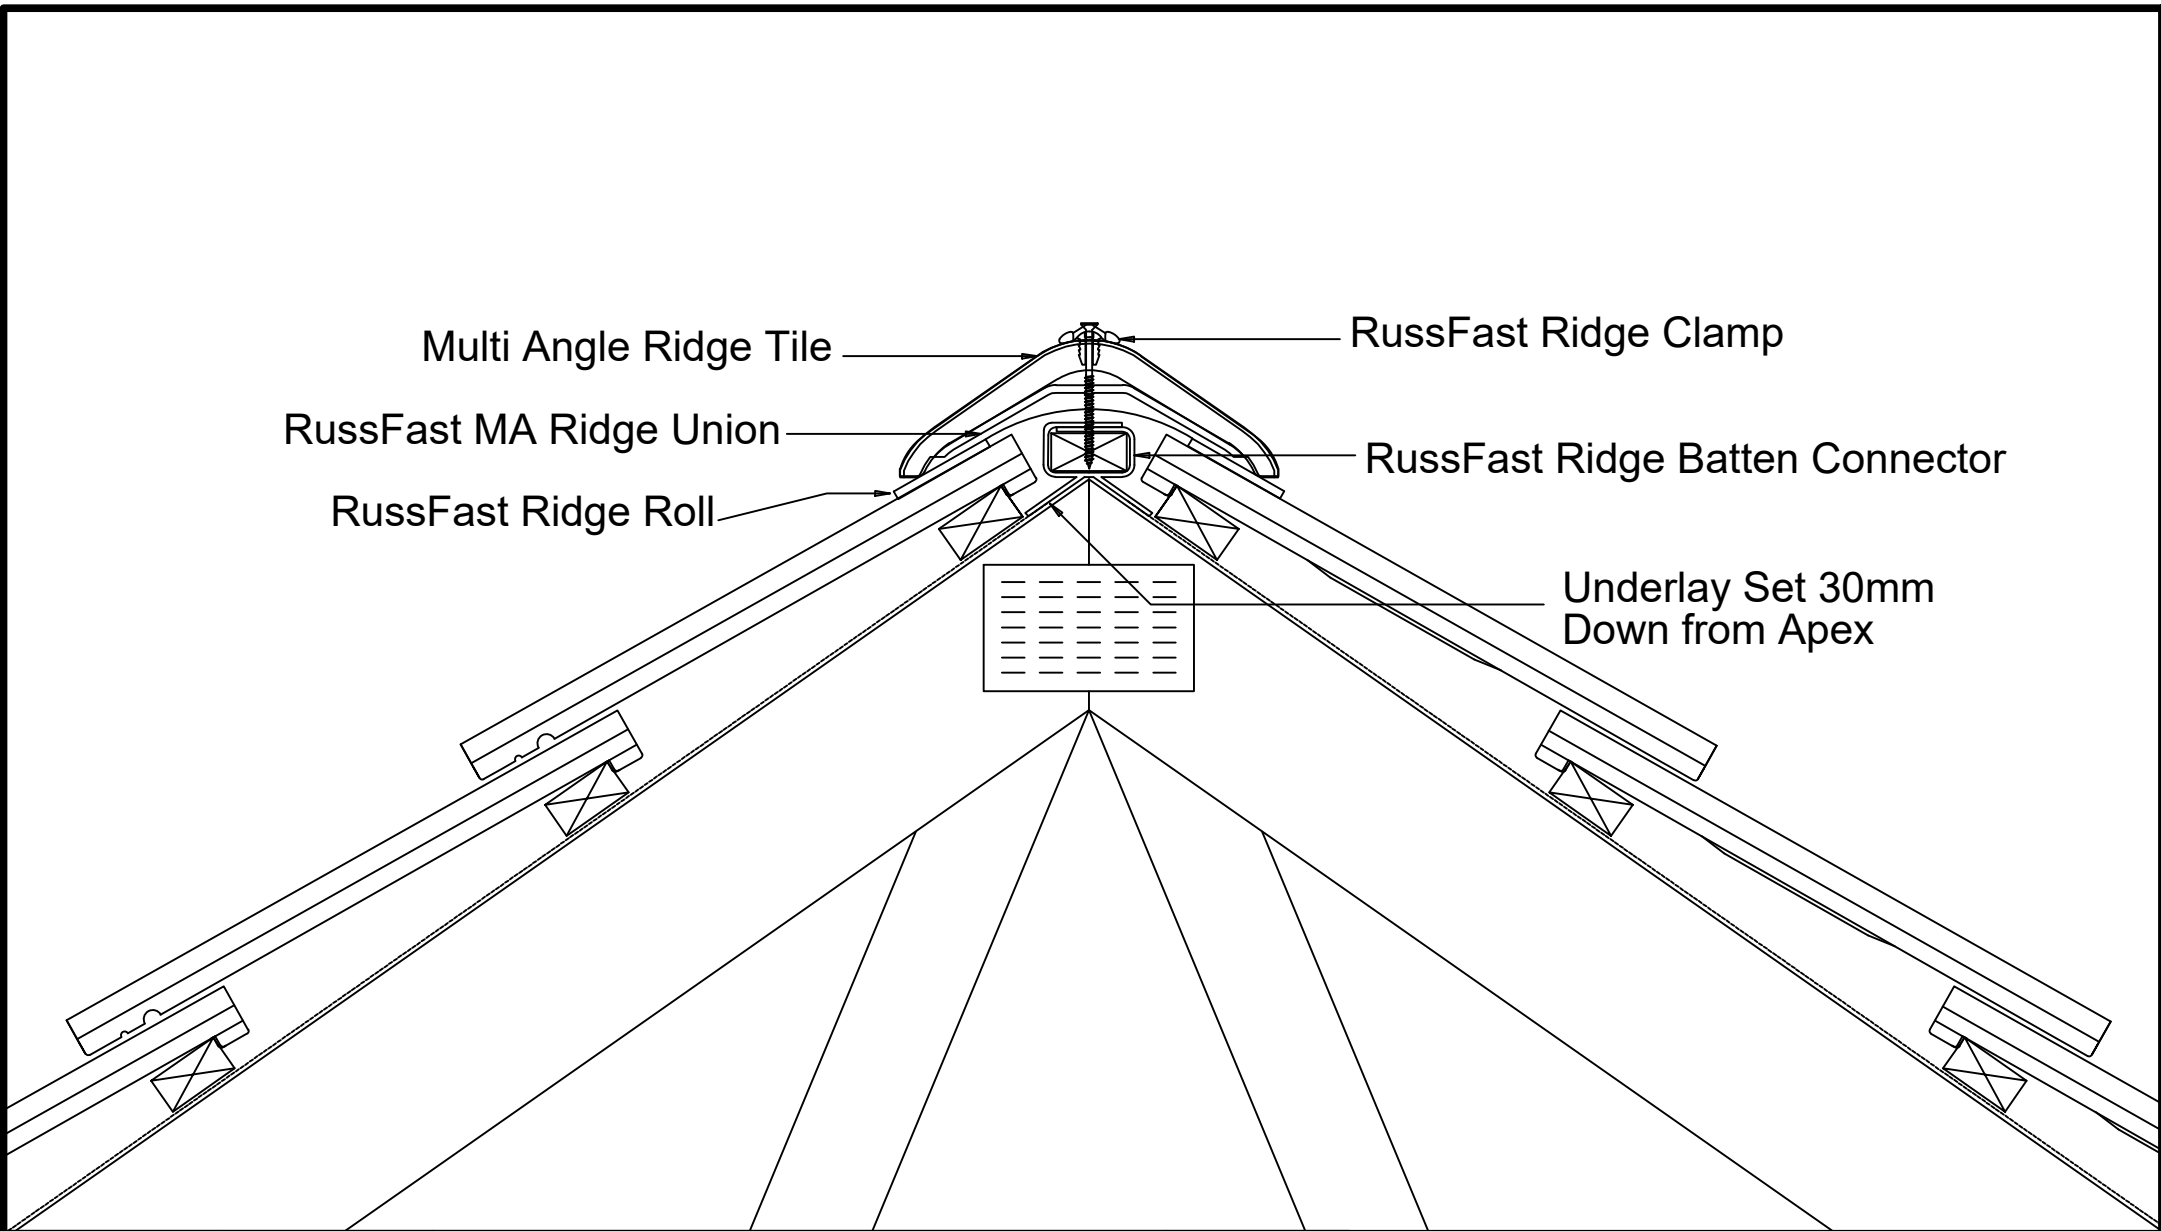 Multi Angle Ridge Tile
RussFast MA Ridge Union
RussFast Ridge Roll
RussFast Ridge Clamp
RussFast Ridge Batten Connector
Underlay Set 30mm
Down from Apex